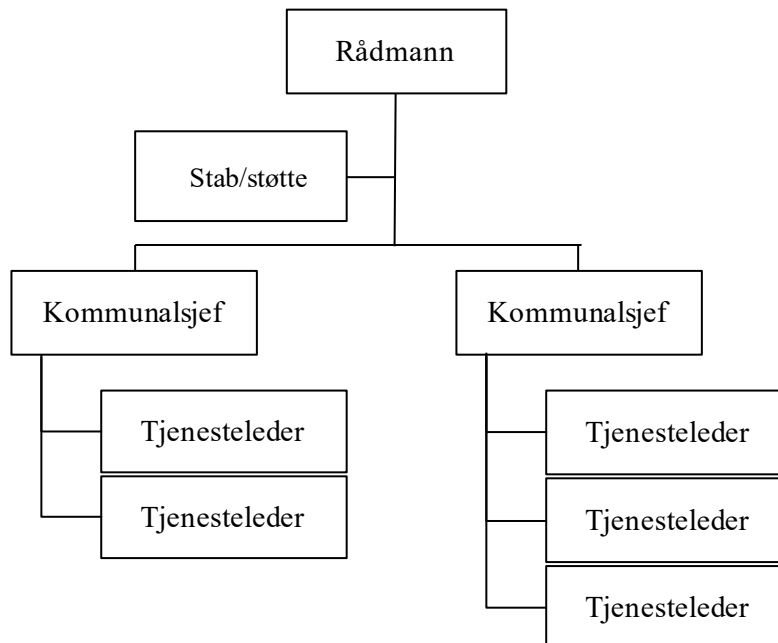 Rådmann
Stab/støtte
Kommunalsjef
Kommunalsjef
Tjenesteleder
Tjenesteleder
Tjenesteleder
Tjenesteleder
Tjenesteleder